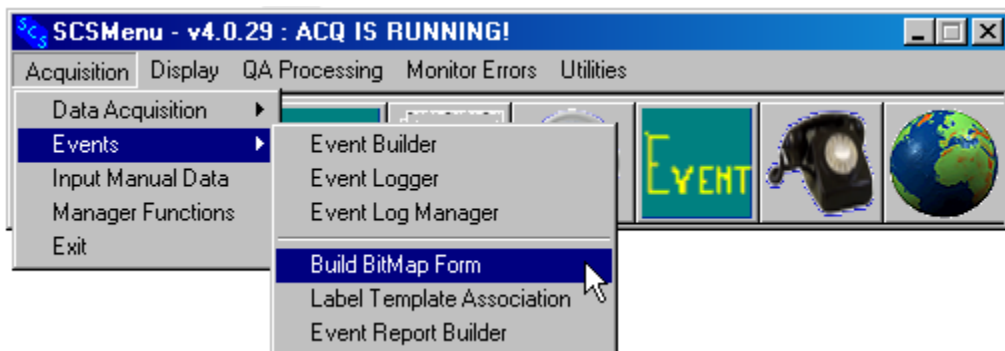 SCS SCSMenu - v4.0.29 : ACQ IS RUNNING!
Acquisition Display QA Processing Monitor Errors Utilities
Data Acquisition
Events
Input Manual Data
Manager Functions
Exit
Event Builder
Event Logger
Event Log Manager
Build BitMap Form
Label Template Association
Event Report Builder
EVENT